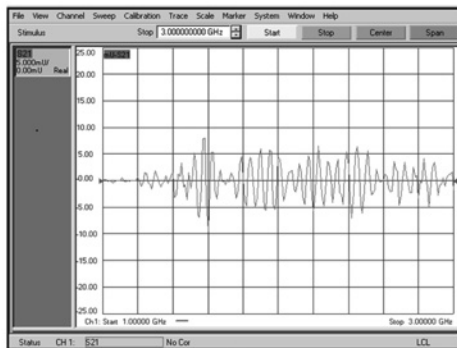 File View Channel Sweep Calibration Trace Scale Marker System Window Help
Stimulus Stop 3.000000000 GHz Start Stop Center Span
S21
5.000mU/
0.00mU Real
25.00
20.00
15.00
10.00
5.00
0.00
-5.00
-10.00
-15.00
-20.00
-25.00
Ch1: Start 1.00000 GHz Stop 3.00000 GHz
Status CH 1: S21 No Cor LCL